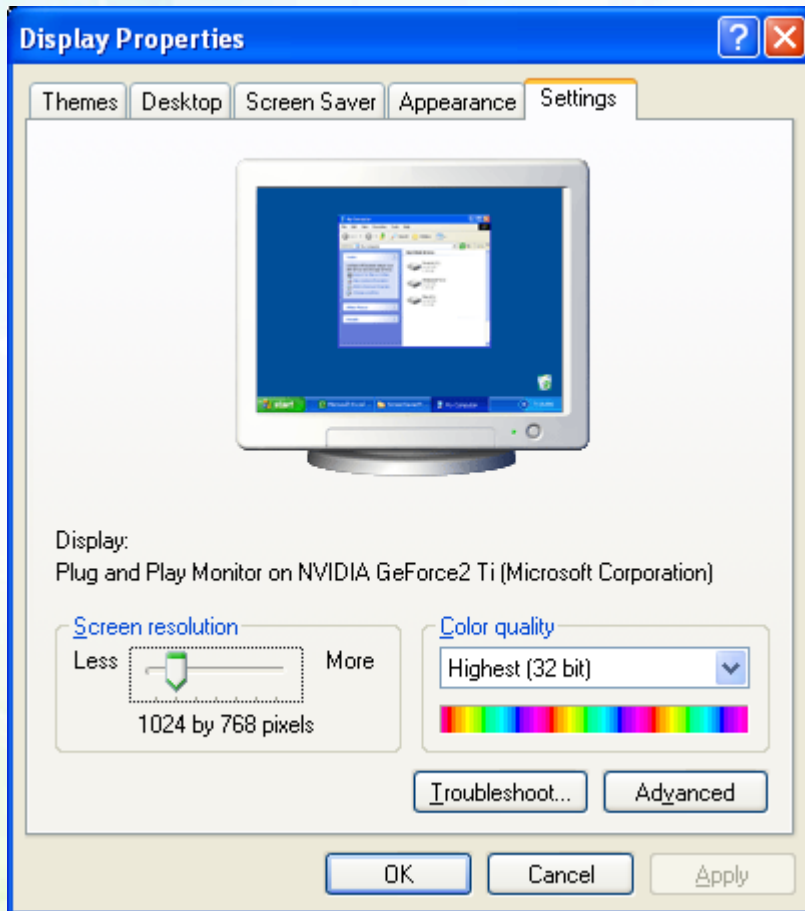 Display Properties
Themes Desktop Screen Saver Appearance Settings
start
Display:
Plug and Play Monitor on NVIDIA GeForce2 Ti (Microsoft Corporation)
Screen resolution
Less More
1024 by 768 pixels
Color quality
Highest (32 bit)
Troubleshoot... Advanced
OK Cancel Apply